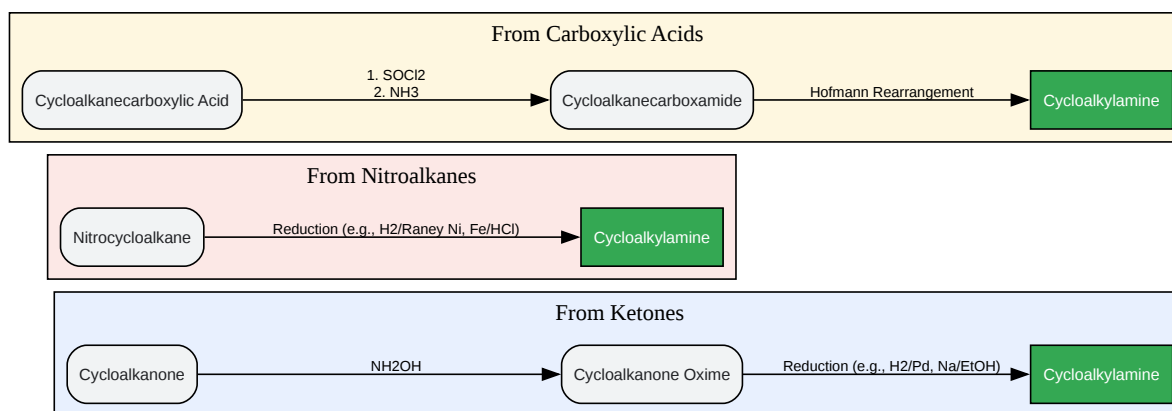 From Carboxylic Acids
1. SOCl2
2. NH3
Cycloalkanecarboxylic Acid
Cycloalkanecarboxamide
Hofmann Rearrangement
Cycloalkylamine
From Nitroalkanes
Nitrocycloalkane
Reduction (e.g., H2/Raney Ni, Fe/HCl)
Cycloalkylamine
From Ketones
Cycloalkanone
NH2OH
Cycloalkanone Oxime
Reduction (e.g., H2/Pd, Na/EtOH)
Cycloalkylamine